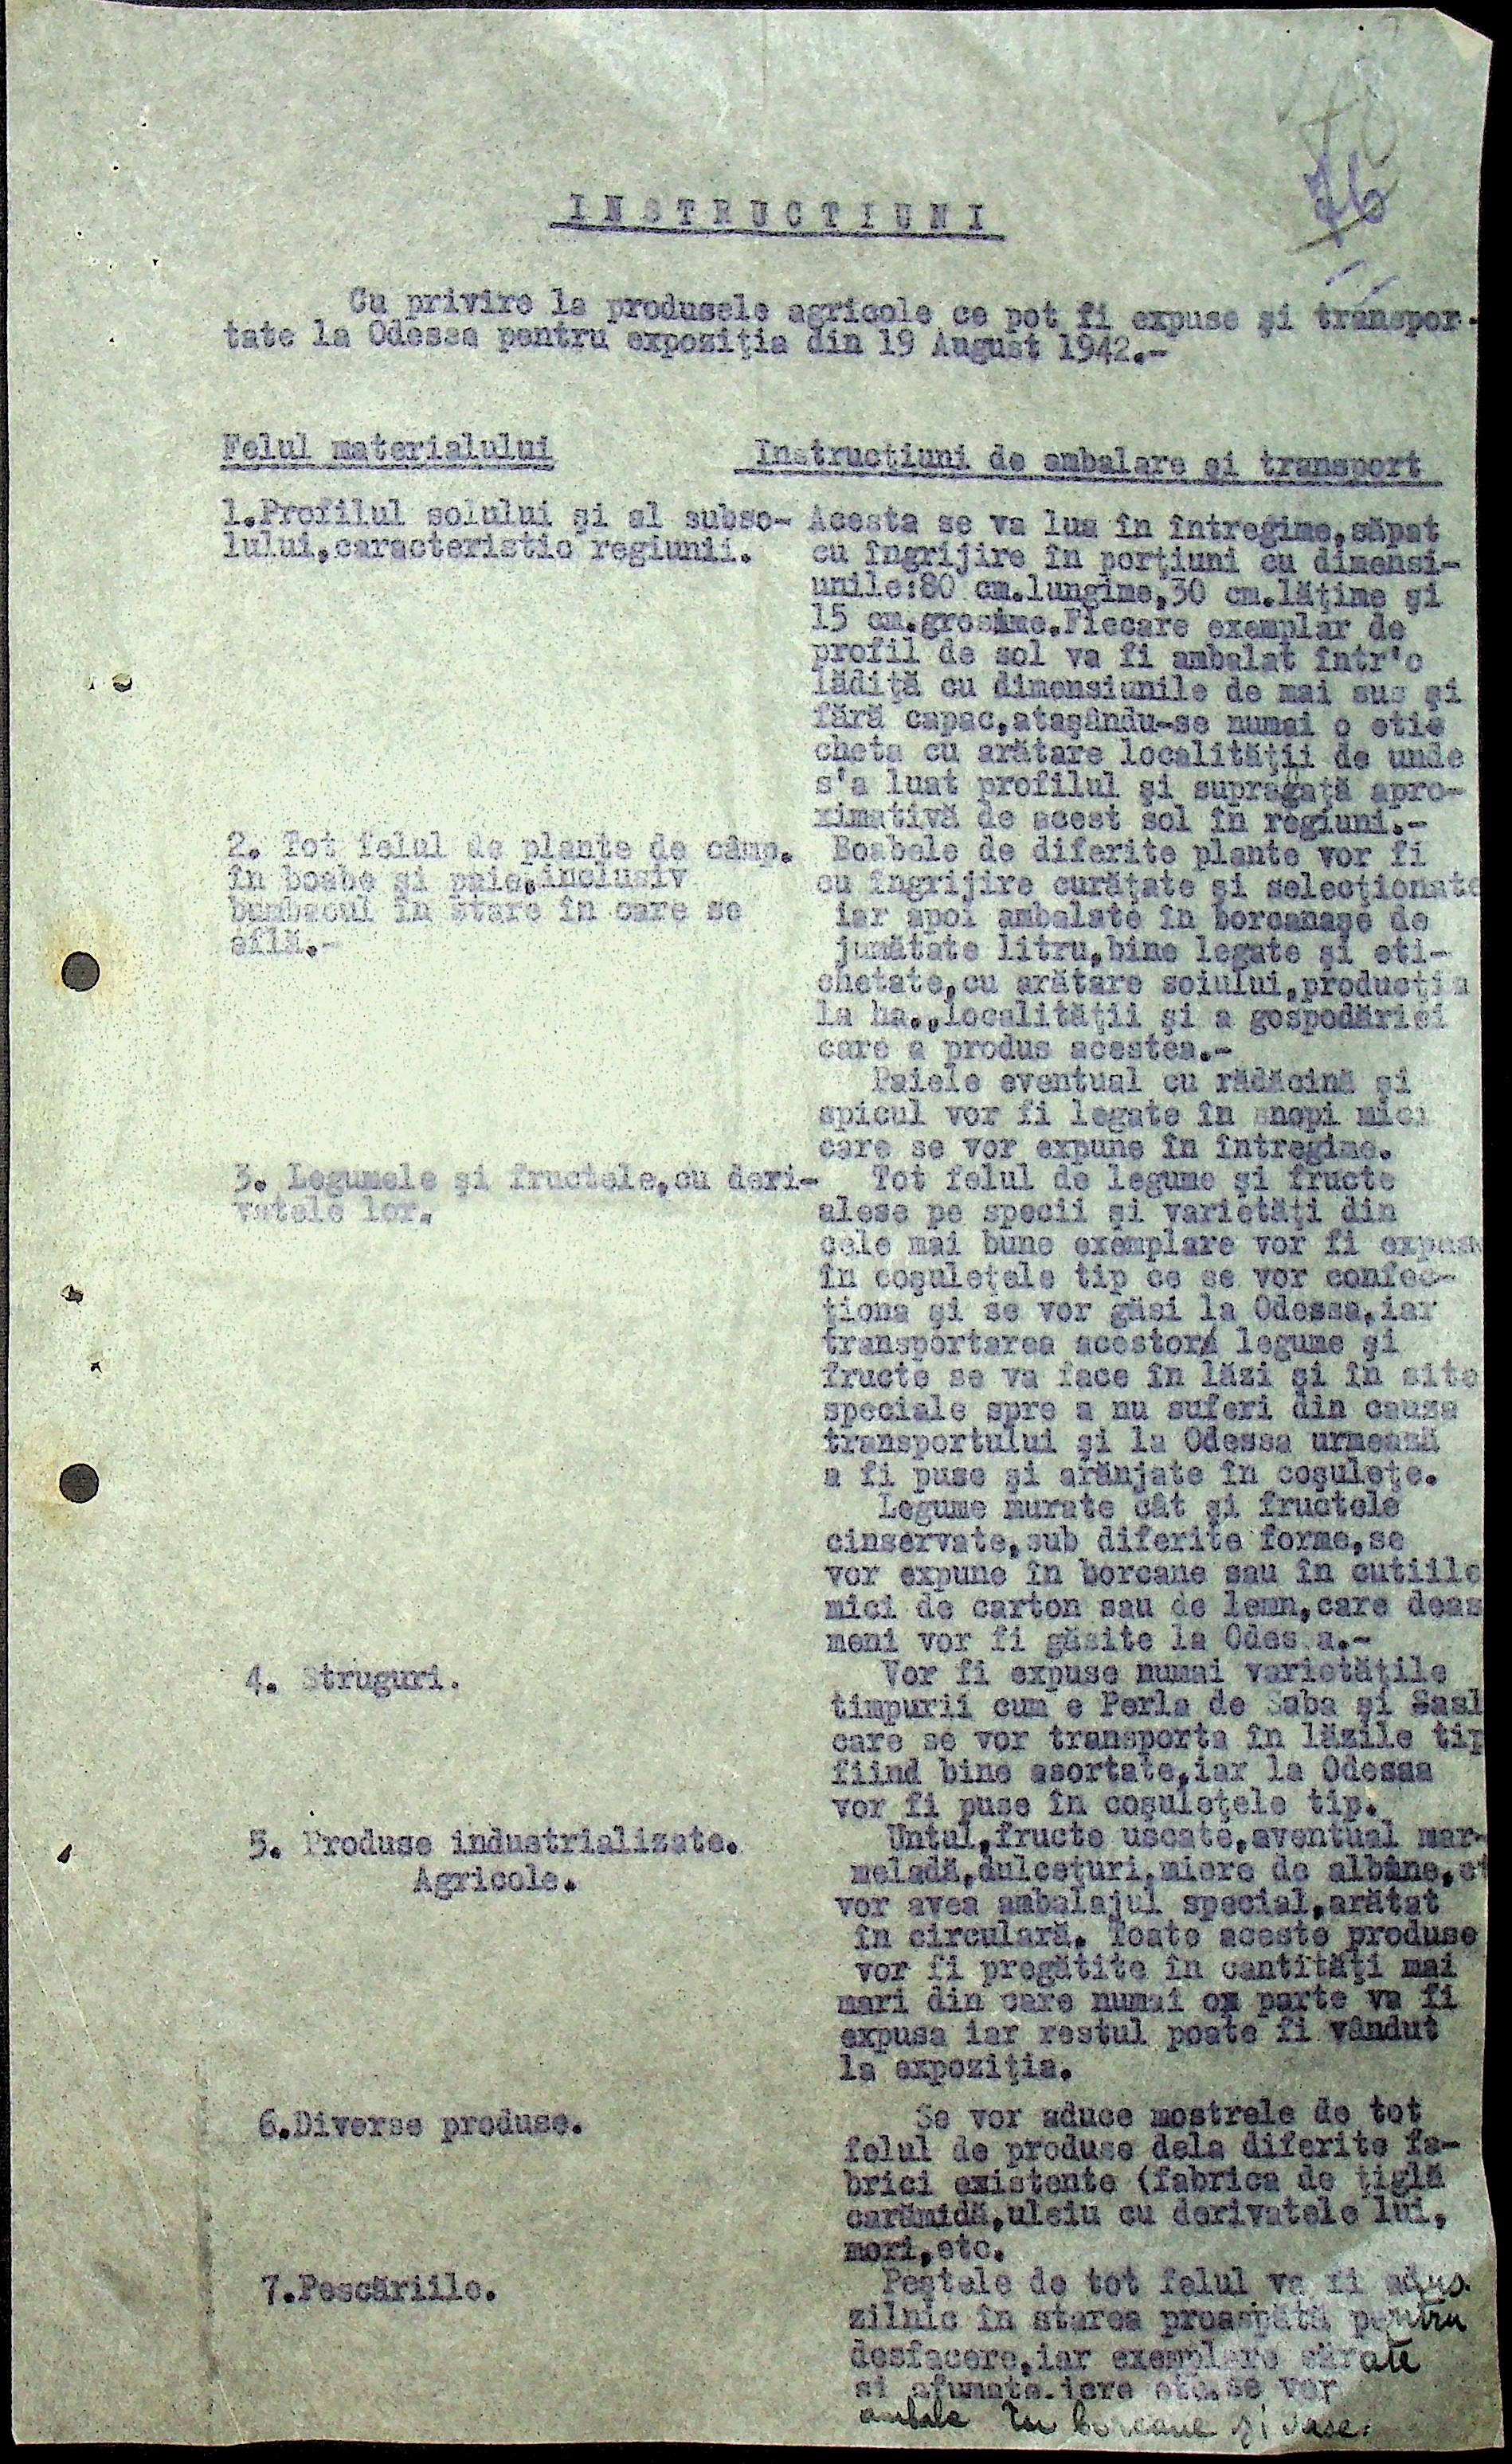 76
INSTRUCTIUNI
Cu privire la produsele agricole ce pot fi expuse şi transpor-
tate la Odessa pentru expoziţia din 19 August 1942.-
Felul materialului
Instrucţiuni de ambalare şi transport
1.Profilul solului şi al subso-
lului,caracteristic regiunii.
Acesta se va lua în întregime,săpat
cu îngrijire în porţiuni cu dimensi-
unile:80 cm.lungime,30 cm.lăţime şi
15 cm.grosime.Fiecare exemplar de
profil de sol va fi ambalat într'o
lădiţă cu dimensiunile de mai sus şi
fără capac,ataşându-se numai o etie
cheta cu arătare localităţii de unde
s'a luat profilul şi suprafaţă apro-
ximativă de acest sol în regiuni.-
2. Tot felul de plante de câmp.
în boabe şi paie,inclusiv
bumbacul în stare în care se
află.-
Boabele de diferite plante vor fi
cu îngrijire curăţate şi selecţionate
iar apoi ambalate în borcanaşe de
jumătate litru,bine legate şi eti-
chetate,cu arătare soiului,producţia
la ha.,localităţii şi a gospodăriei
care a produs acestea.-
Paiele eventual cu rădăcină şi
spicul vor fi legate în snopi mici
care se vor expune în întregime.
3. Legumele şi fructele,cu deri-
vatele lor.
Tot felul de legume şi fructe
alese pe specii şi varietăţi din
cele mai bune exemplare vor fi expuse
în coşuleţele tip ce se vor confec-
ţiona şi se vor găsi la Odessa,iar
transportarea acestor legume şi
fructe se va face în lăzi şi în site
speciale spre a nu suferi din cauza
transportului şi la Odessa urmează
a fi puse şi arănjate în coşuleţe.
Legume murate cât şi fructele
cinservate,sub diferite forme,se
vor expune în borcane sau în cutiile
mici de carton sau de lemn,care deas
meni vor fi găsite la Odessa.-
4. Struguri.
Vor fi expuse numai varietăţile
timpurii cum e Perla de Saba şi Sasl
care se vor transporta în lăzile tip
fiind bine asortate,iar la Odessa
vor fi puse în coşuleţele tip.
5. Produse industrializate.
Agricole.
Untul,fructe uscate,aventual mar-
meladă,dulceţuri,miere de albine,et
vor avea ambalajul special,arătat
în circulară. Toate aceste produse
vor fi pregătite în cantităţi mai
mari din care numai o parte va fi
expusa iar restul poate fi vândut
la expoziţia.
6.Diverse produse.
Se vor aduce mostrele de tot
felul de produse dela diferite fa-
brici existente (fabrica de ţiglă
cărămidă,uleiu cu derivatele lui,
mori,etc.
7.Pescăriile.
Peştele de tot felul va fi adus
zilnic în starea proaspătă pentru
desfacere,iar exemplare sărate
si afumate.icre etc.se vor
ambala în borcane şi vase.